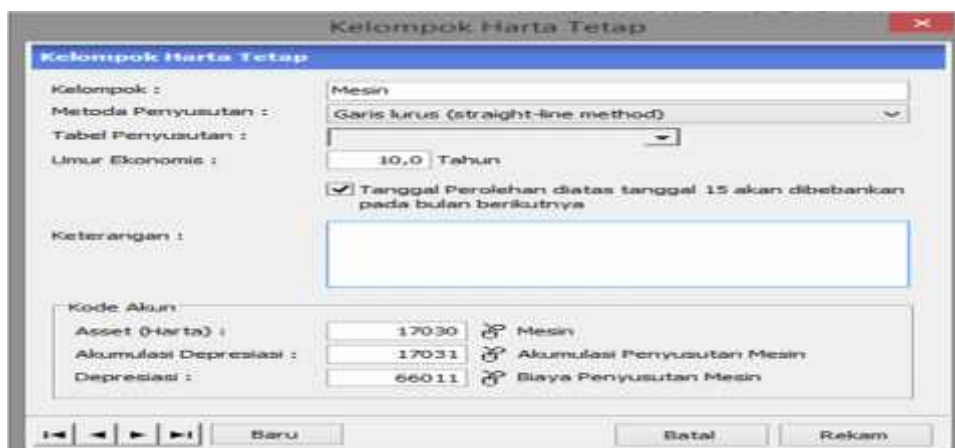 Kelompok Harta Tetap
Kelompok Harta Tetap
Kelompok : Mesin
Metoda Penyusutan : Garis lurus (straight-line method)
Tabel Penyusutan :
Umur Ekonomis : 10,0 Tahun
Tanggal Perolehan diatas tanggal 15 akan dibebankan
pada bulan berikutnya
Keterangan :
Kode Akun
Asset (Harta) : 17030 Mesin
Akumulasi Depresiasi : 17031 Akumulasi Penyusutan Mesin
Depresiasi : 66011 Biaya Penyusutan Mesin
Baru Batal Rekam